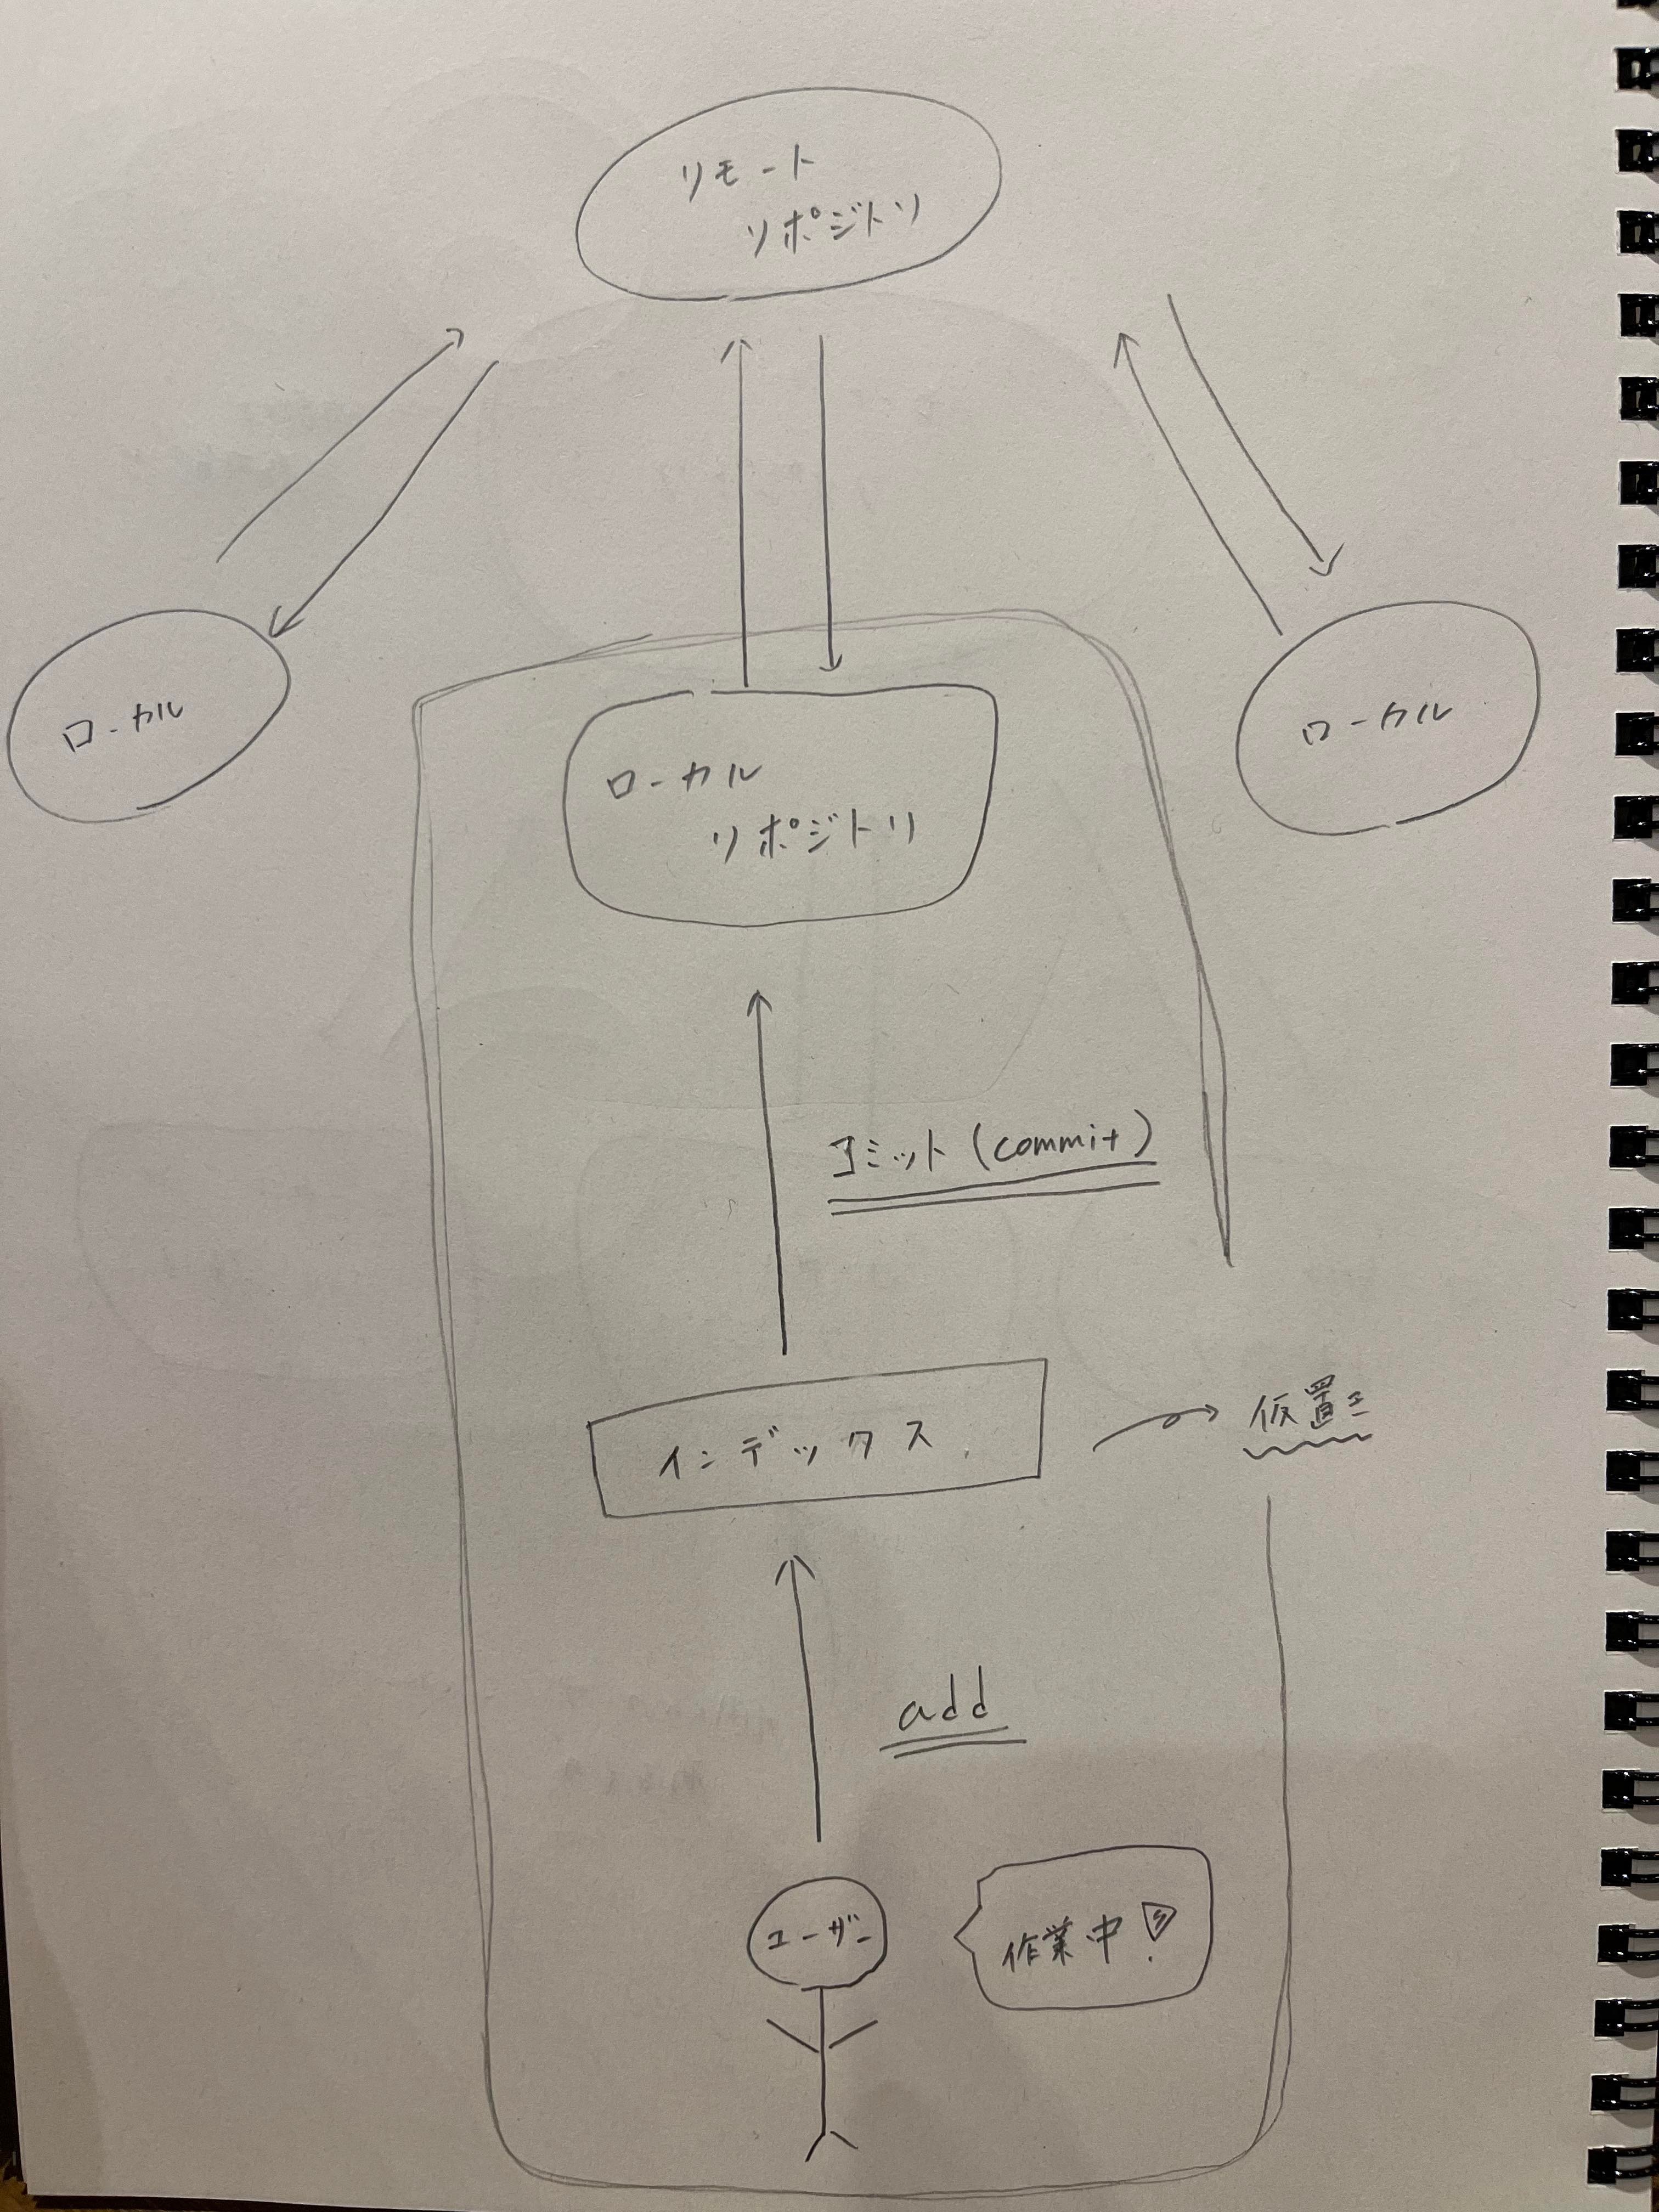 リモート
リポジトリ
ローカル
ローカル
リポジトリ
ローカル
コミット (commit)
インデックス
仮置き
add
ユーザー
作業中!